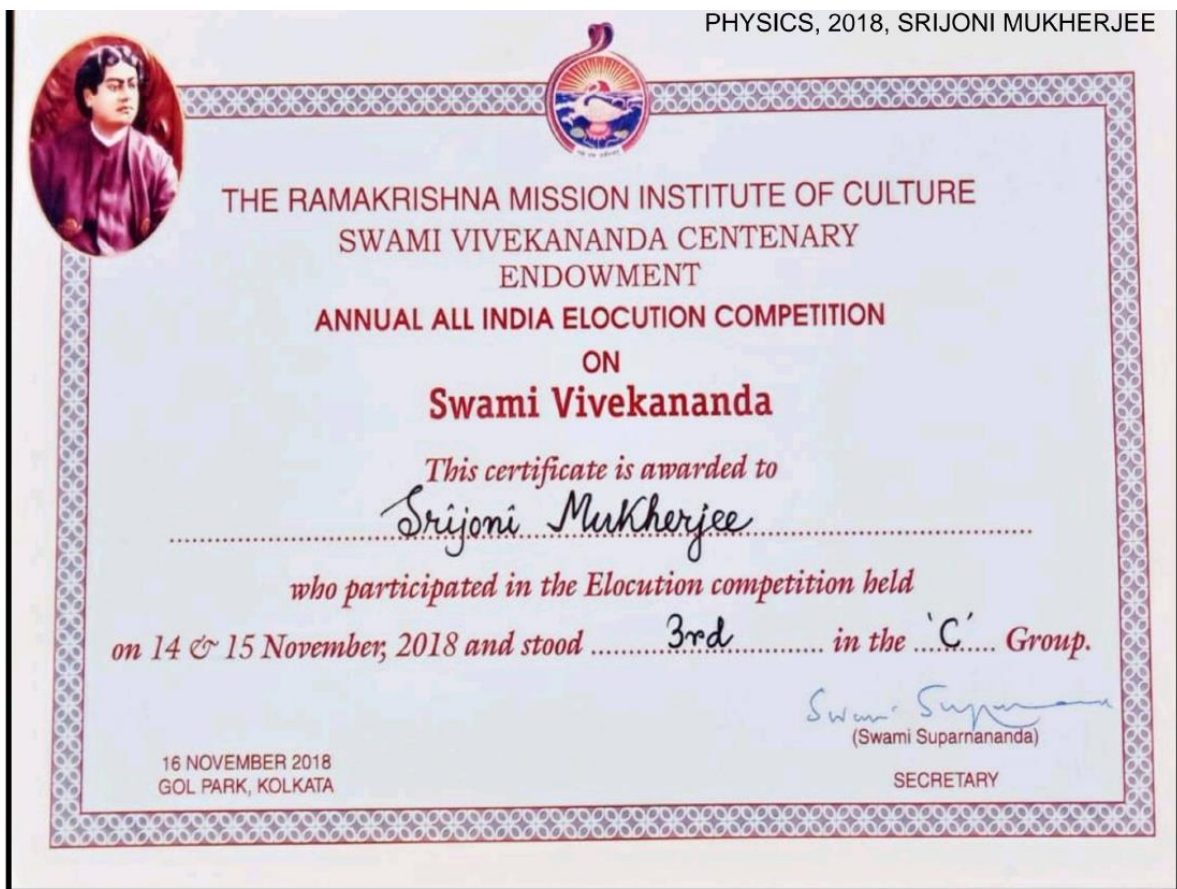 PHYSICS, 2018, SRIJONI MUKHERJEE
THE RAMAKRISHNA MISSION INSTITUTE OF CULTURE
SWAMI VIVEKANANDA CENTENARY
ENDOWMENT
ANNUAL ALL INDIA ELOCUTION COMPETITION
ON
Swami Vivekananda
This certificate is awarded to
Srijoni Mukherjee
who participated in the Elocution competition held
on 14 & 15 November, 2018 and stood ........3rd........ in the ....'C'.... Group.
Swami Suparnananda
(Swami Suparnananda)
16 NOVEMBER 2018
GOL PARK, KOLKATA
SECRETARY